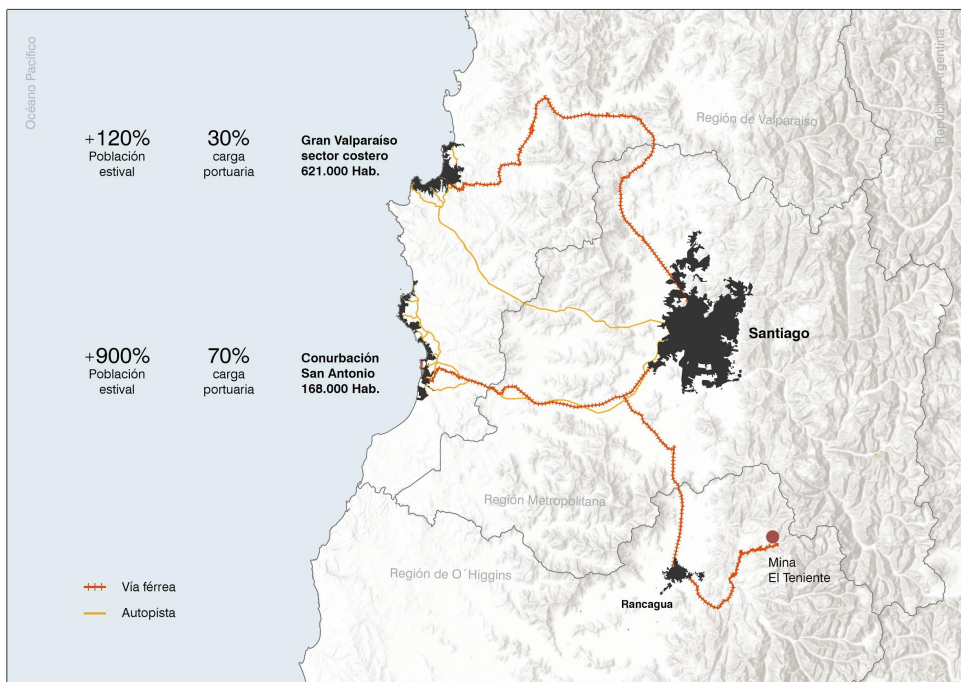 Océano Pacífico
República Argentina
Región de Valparaíso
+120%
Población
estival
30%
carga
portuaria
Gran Valparaíso
sector costero
621.000 Hab.
Santiago
+900%
Población
estival
70%
carga
portuaria
Conurbación
San Antonio
168.000 Hab.
Región Metropolitana
Región de O´Higgins
Mina
El Teniente
Rancagua
Vía férrea
Autopista